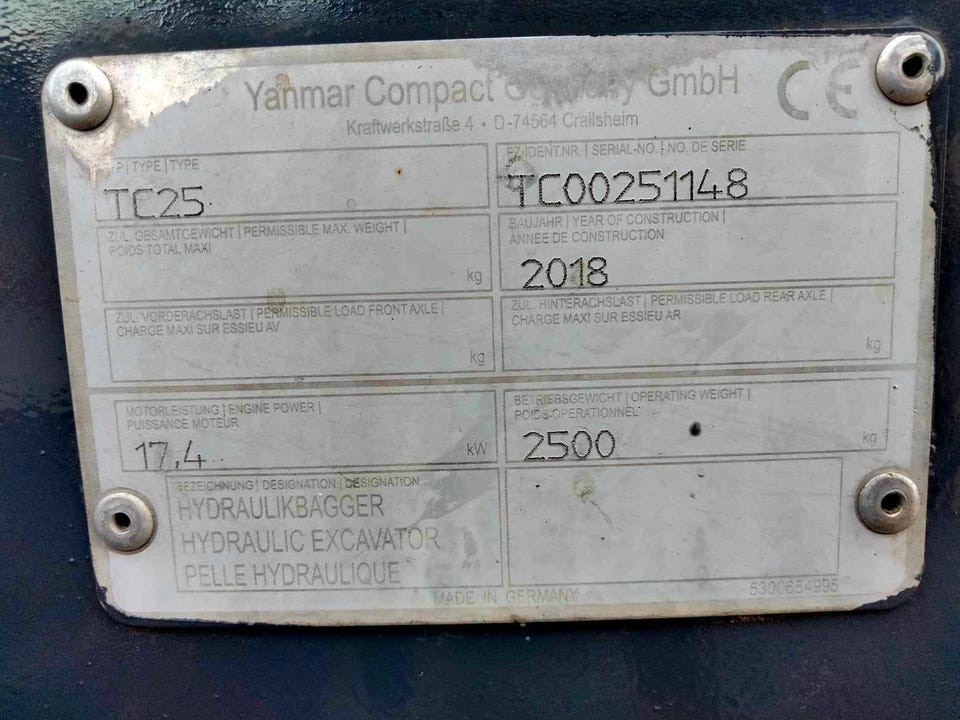 Yanmar Compact Germany GmbH
CE
Kraftwerkstraße 4 • D-74564 Crailsheim
TYP | TYPE | TYPE
TC25
FZ-IDENT.NR. | SERIAL-NO. | NO. DE SERIE
TC00251148
ZUL. GESAMTGEWICHT | PERMISSIBLE MAX. WEIGHT |
POIDS TOTAL MAXI
kg
BAUJAHR | YEAR OF CONSTRUCTION |
ANNEE DE CONSTRUCTION
2018
ZUL. VORDERACHSLAST | PERMISSIBLE LOAD FRONT AXLE |
CHARGE MAXI SUR ESSIEU AV
kg
ZUL. HINTERACHSLAST | PERMISSIBLE LOAD REAR AXLE |
CHARGE MAXI SUR ESSIEU AR
kg
MOTORLEISTUNG | ENGINE POWER |
PUISSANCE MOTEUR
17,4 kW
BETRIEBSGEWICHT | OPERATING WEIGHT |
POIDS-OPERATIONNEL
2500 kg
BEZEICHNUNG | DESIGNATION | DESIGNATION
HYDRAULIKBAGGER
HYDRAULIC EXCAVATOR
PELLE HYDRAULIQUE
MADE IN GERMANY
5300654995